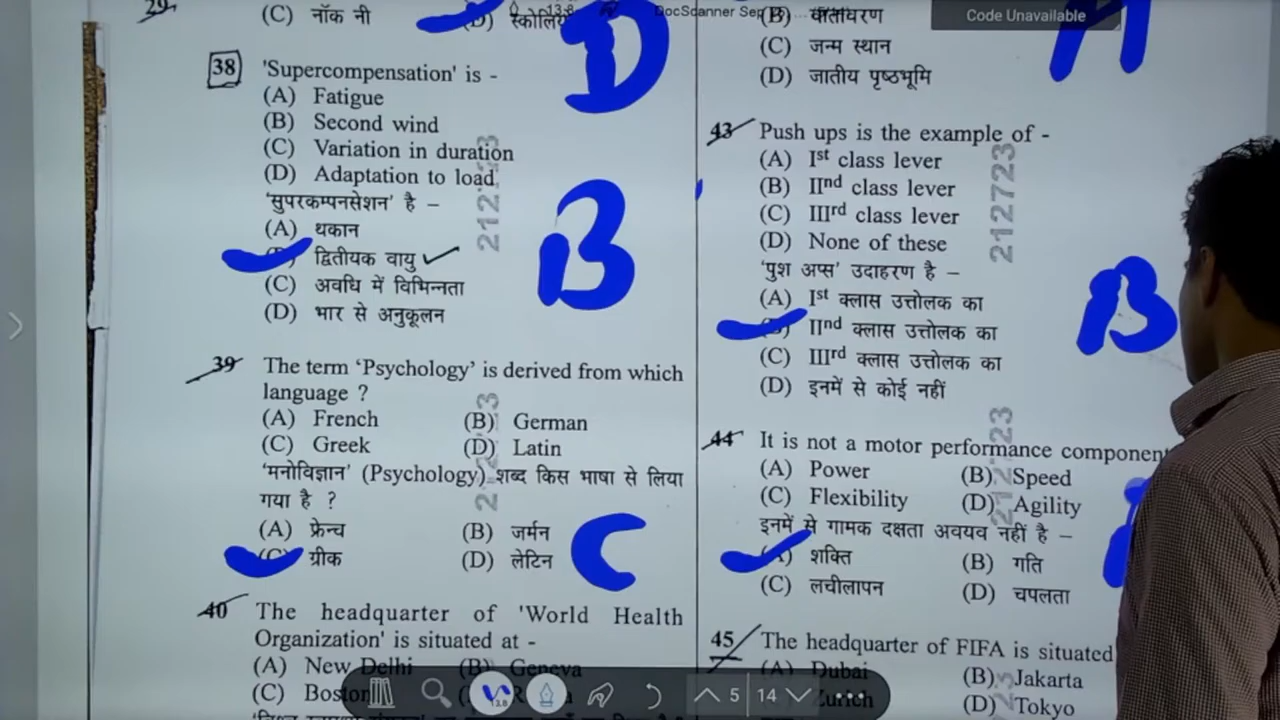 29
(C) नॉक नी
38 'Supercompensation' is -
(A) Fatigue
(B) Second wind
(C) Variation in duration
(D) Adaptation to load
'सुपरकम्पनसेशन' है –
(A) थकान
द्वितीयक वायु
(C) अवधि में विभिन्नता
(D) भार से अनुकूलन
39 The term ‘Psychology’ is derived from which
language ?
(A) French (B) German
(C) Greek (D) Latin
'मनोविज्ञान' (Psychology) शब्द किस भाषा से लिया
गया है ?
(A) फ्रेन्च (B) जर्मन
(C) ग्रीक (D) लेटिन
40 The headquarter of 'World Health
Organization' is situated at -
(A) New Delhi (B) Geneva
(C) Boston
D
B
C
DocScanner Sep
Code Unavailable
(B) वातावरण
(C) जन्म स्थान
(D) जातीय पृष्ठभूमि
43 Push ups is the example of -
(A) Ist class lever
(B) IInd class lever
(C) IIIrd class lever
(D) None of these
'पुश अप्स' उदाहरण है –
(A) Ist क्लास उत्तोलक का
IInd क्लास उत्तोलक का
(C) IIIrd क्लास उत्तोलक का
(D) इनमें से कोई नहीं
44 It is not a motor performance component
(A) Power (B) Speed
(C) Flexibility (D) Agility
इनमें से गामक दक्षता अवयव नहीं है –
शक्ति (B) गति
(C) लचीलापन (D) चपलता
45 The headquarter of FIFA is situated
(A) Dubai (B) Jakarta
Zurich (D) Tokyo
A
B
212723
5 14